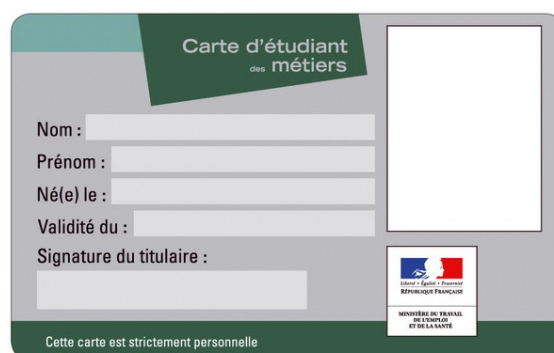 Carte d'étudiant
des métiers
Nom :
Prénom :
Né(e) le :
Validité du :
Signature du titulaire :
Liberté • Égalité • Fraternité
RÉPUBLIQUE FRANÇAISE
MINISTÈRE DU TRAVAIL
DE L'EMPLOI
ET DE LA SANTÉ
Cette carte est strictement personnelle